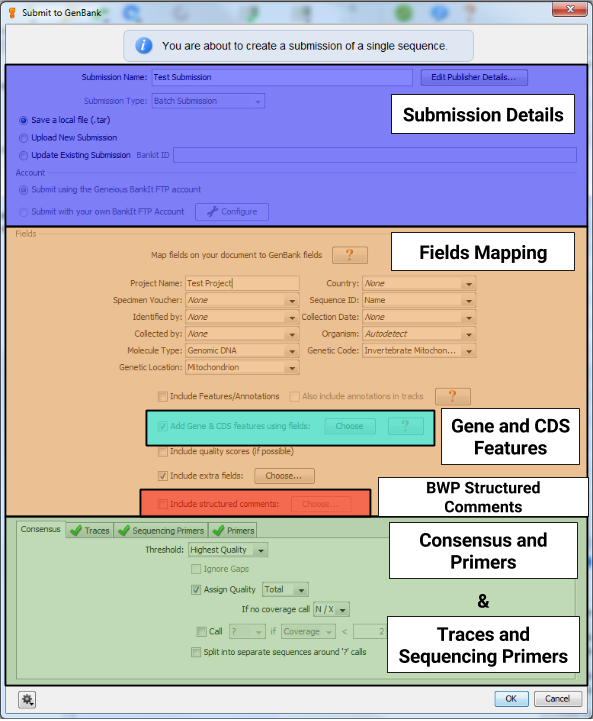 Submit to GenBank
You are about to create a submission of a single sequence.
Submission Name: Test Submission Edit Publisher Details...
Submission Type: Batch Submission
Submission Details
Save a local file (.tar)
Upload New Submission
Update Existing Submission BankIt ID
Account
Submit using the Geneious BankIt FTP account
Submit with your own BankIt FTP Account Configure
Fields
Fields Mapping
Map fields on your document to GenBank fields ?
Project Name: Test Project Country: None
Specimen Voucher: None Sequence ID: Name
Identified by: None Collection Date: None
Collected by: None Organism: Autodetect
Molecule Type: Genomic DNA Genetic Code: Invertebrate Mitochon...
Genetic Location: Mitochondrion
Include Features/Annotations Also include annotations in tracks ?
Add Gene & CDS features using fields: Choose ?
Gene and CDS
Features
Include quality scores (if possible)
Include extra fields: Choose...
BWP Structured
Comments
Include structured comments: Choose...
Consensus Traces Sequencing Primers Primers
Consensus and
Primers
Threshold: Highest Quality
Ignore Gaps
Assign Quality Total
&
If no coverage call N / X
Call ? if Coverage < 2
Split into separate sequences around '?' calls
Traces and
Sequencing Primers
OK Cancel